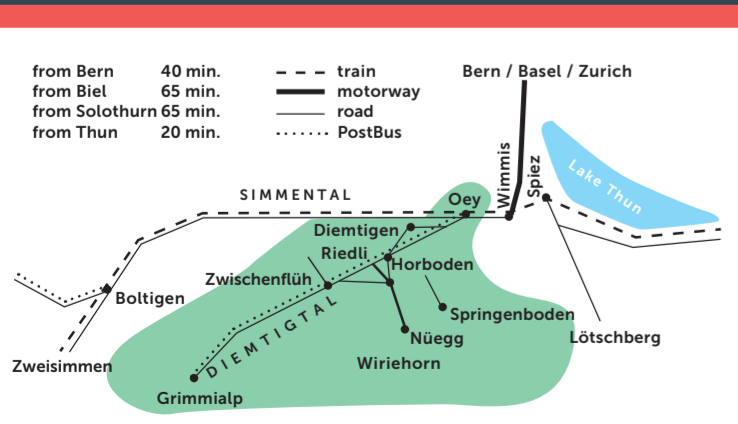 from Bern 40 min.
from Biel 65 min.
from Solothurn 65 min.
from Thun 20 min.
train
motorway
road
PostBus
Bern / Basel / Zurich
Wimmis
Spiez
Lake Thun
SIMMENTAL
Oey
Diemtigen
Riedli
Horboden
Zwischenflüh
Boltigen
Springenboden
DIEMTIGTAL
Nüegg
Lötschberg
Zweisimmen
Wiriehorn
Grimmialp